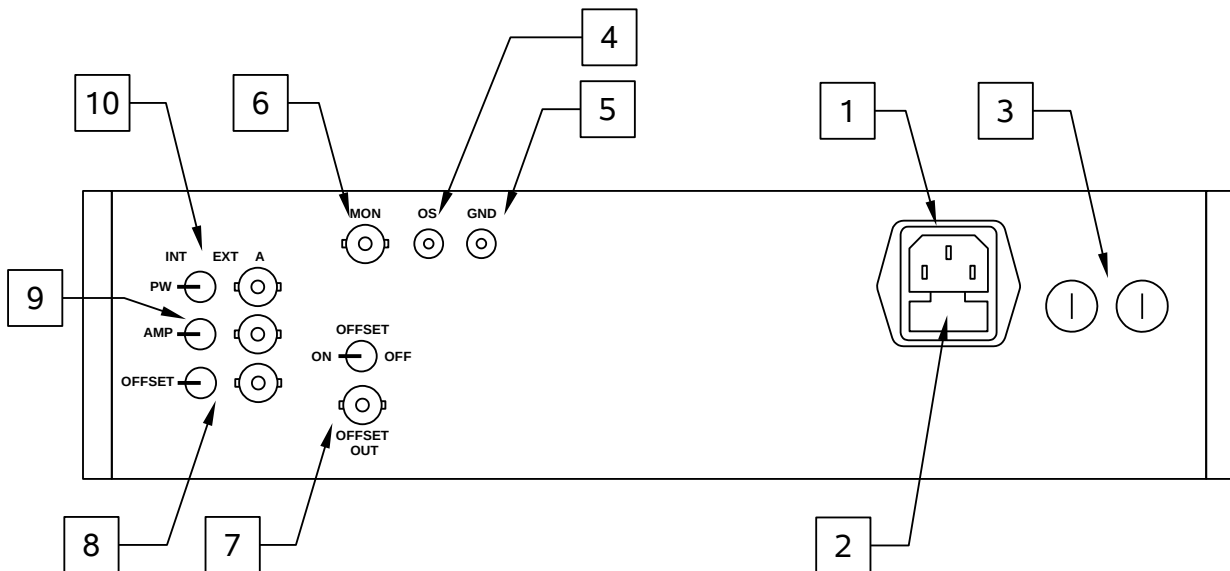 4
10
6
5
1
3
MON
OS
GND
INT
EXT
A
PW
9
AMP
OFFSET
ON
OFF
OFFSET
OFFSET
OUT
8
7
2